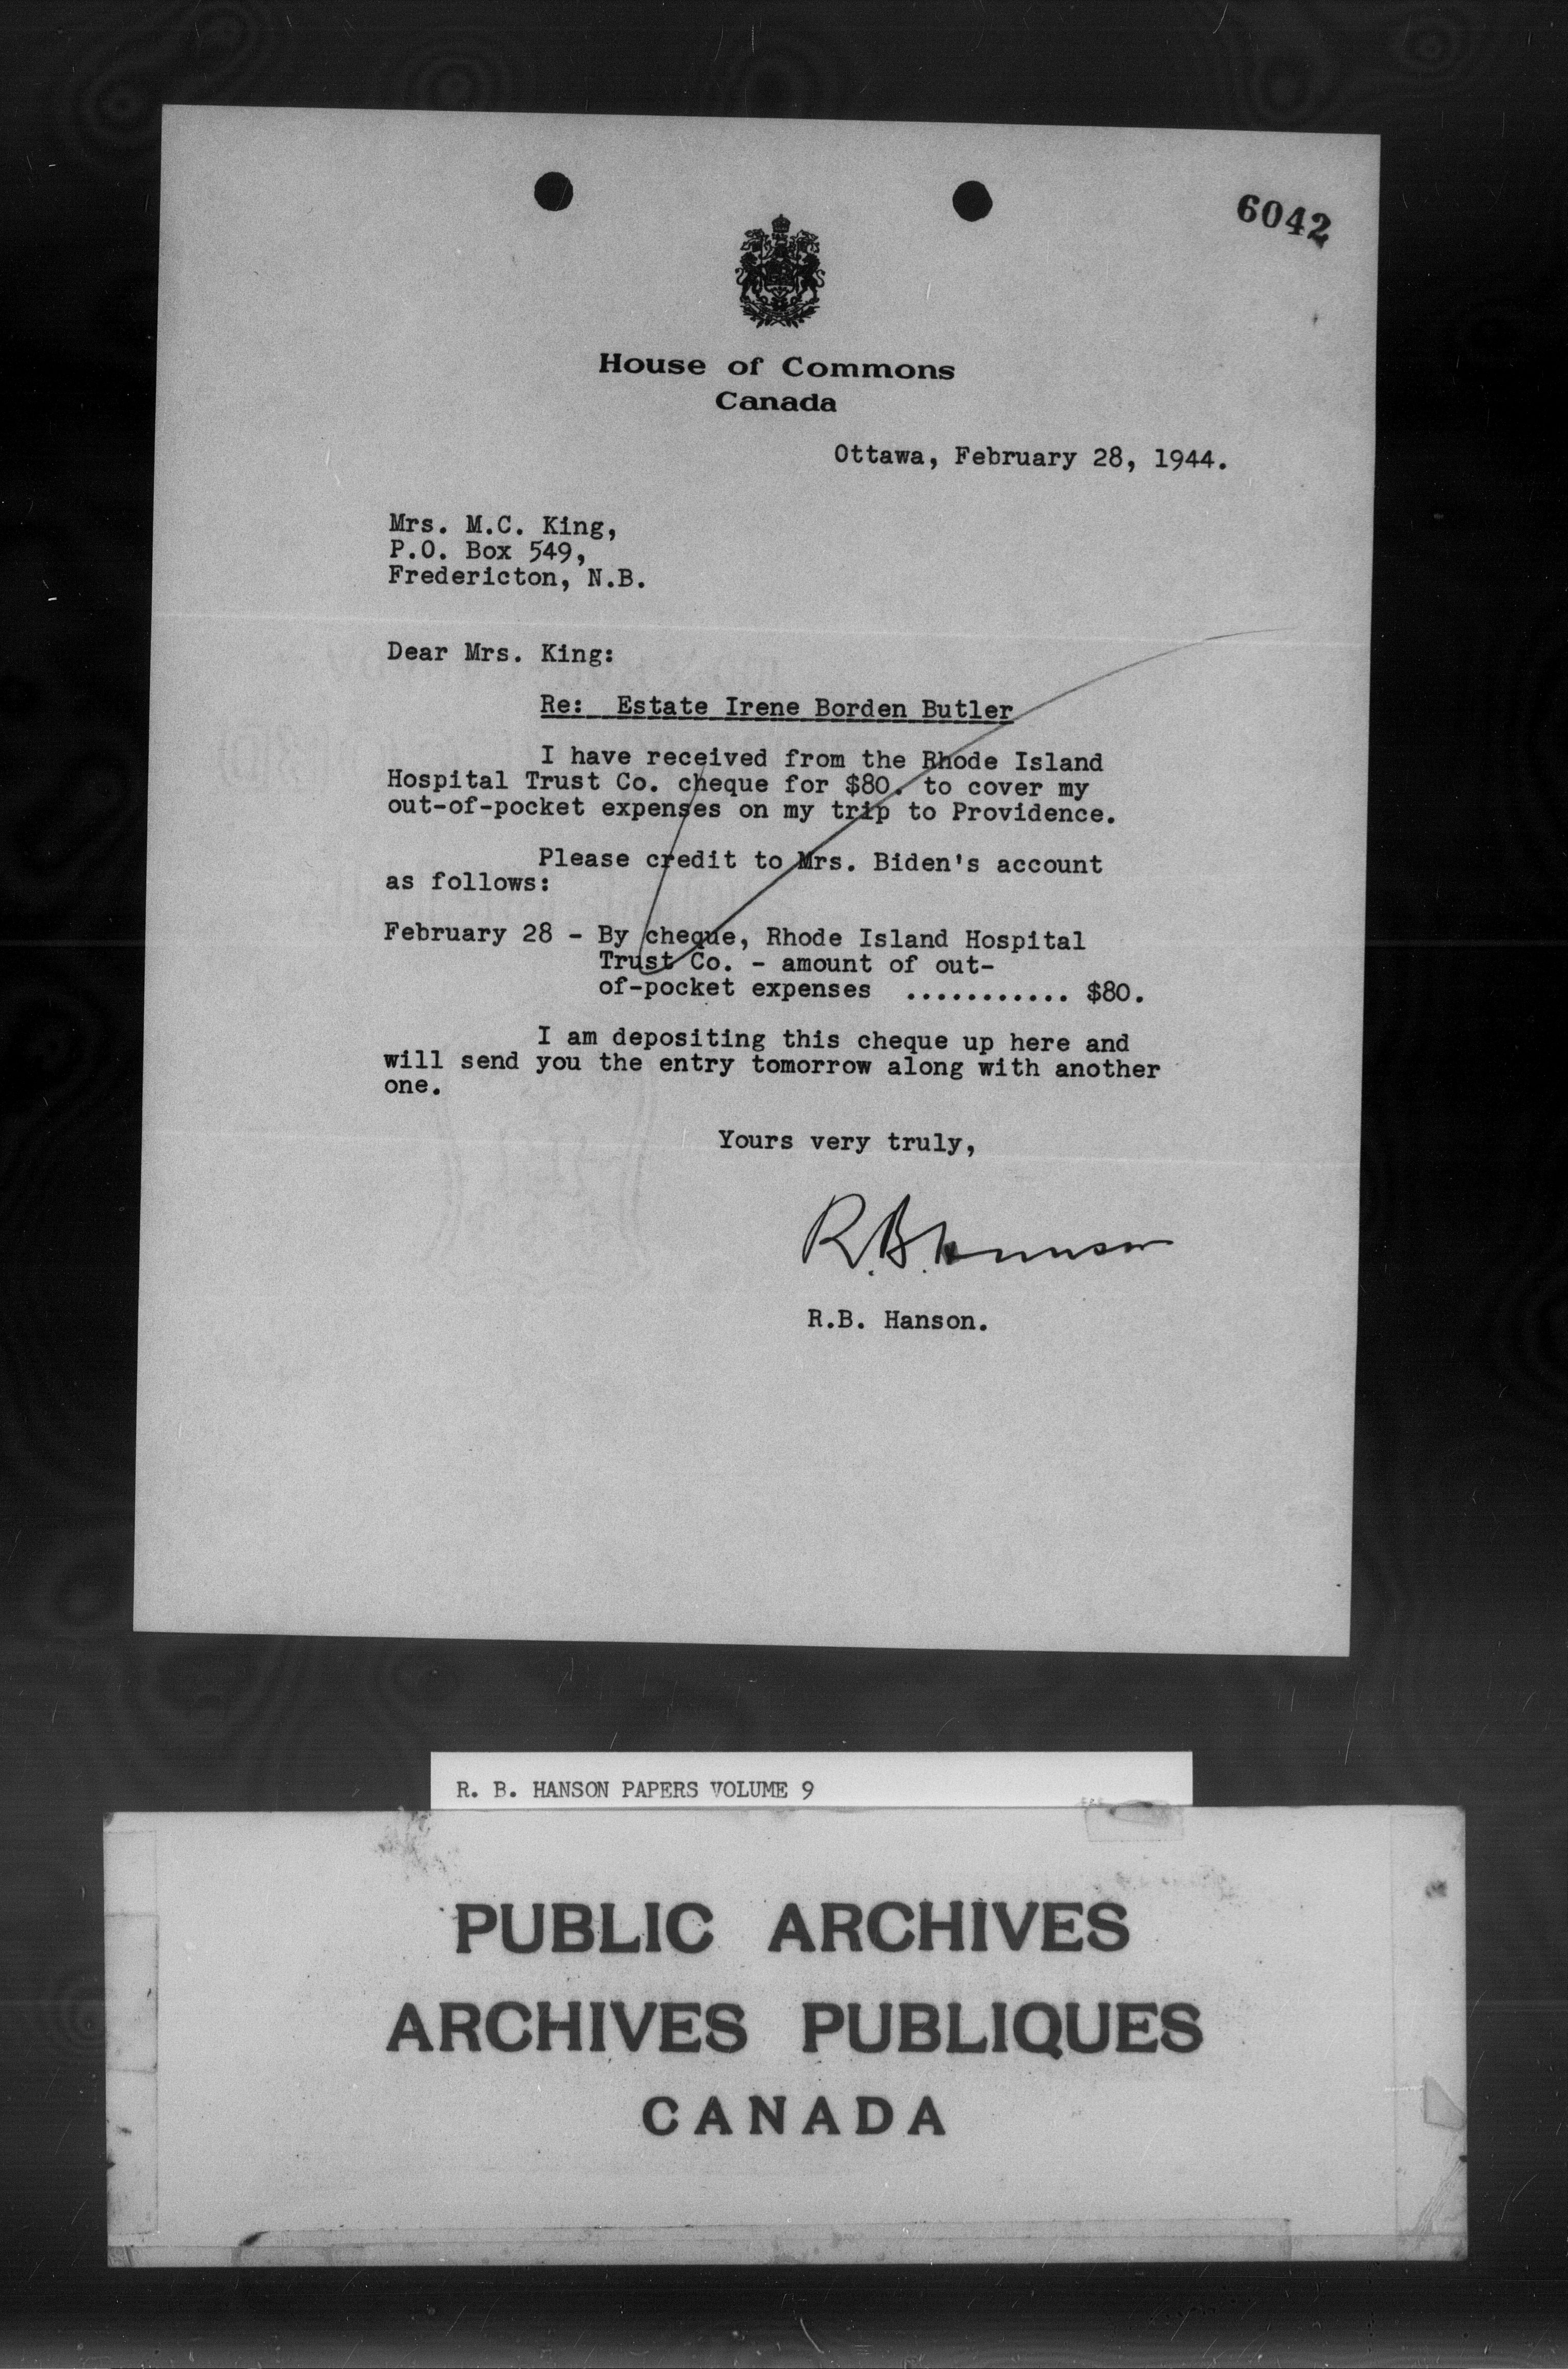 6042
House of Commons
Canada
Ottawa, February 28, 1944.
Mrs. M.C. King,
P.O. Box 549,
Fredericton, N.B.
Dear Mrs. King:
Re: Estate Irene Borden Butler
I have received from the Rhode Island
Hospital Trust Co. cheque for $80. to cover my
out-of-pocket expenses on my trip to Providence.
Please credit to Mrs. Biden's account
as follows:
February 28 - By cheque, Rhode Island Hospital
Trust Co. - amount of out-
of-pocket expenses ........... $80.
I am depositing this cheque up here and
will send you the entry tomorrow along with another
one.
Yours very truly,
R.B. Hanson
R.B. Hanson.
R. B. HANSON PAPERS VOLUME 9
PUBLIC ARCHIVES
ARCHIVES PUBLIQUES
CANADA